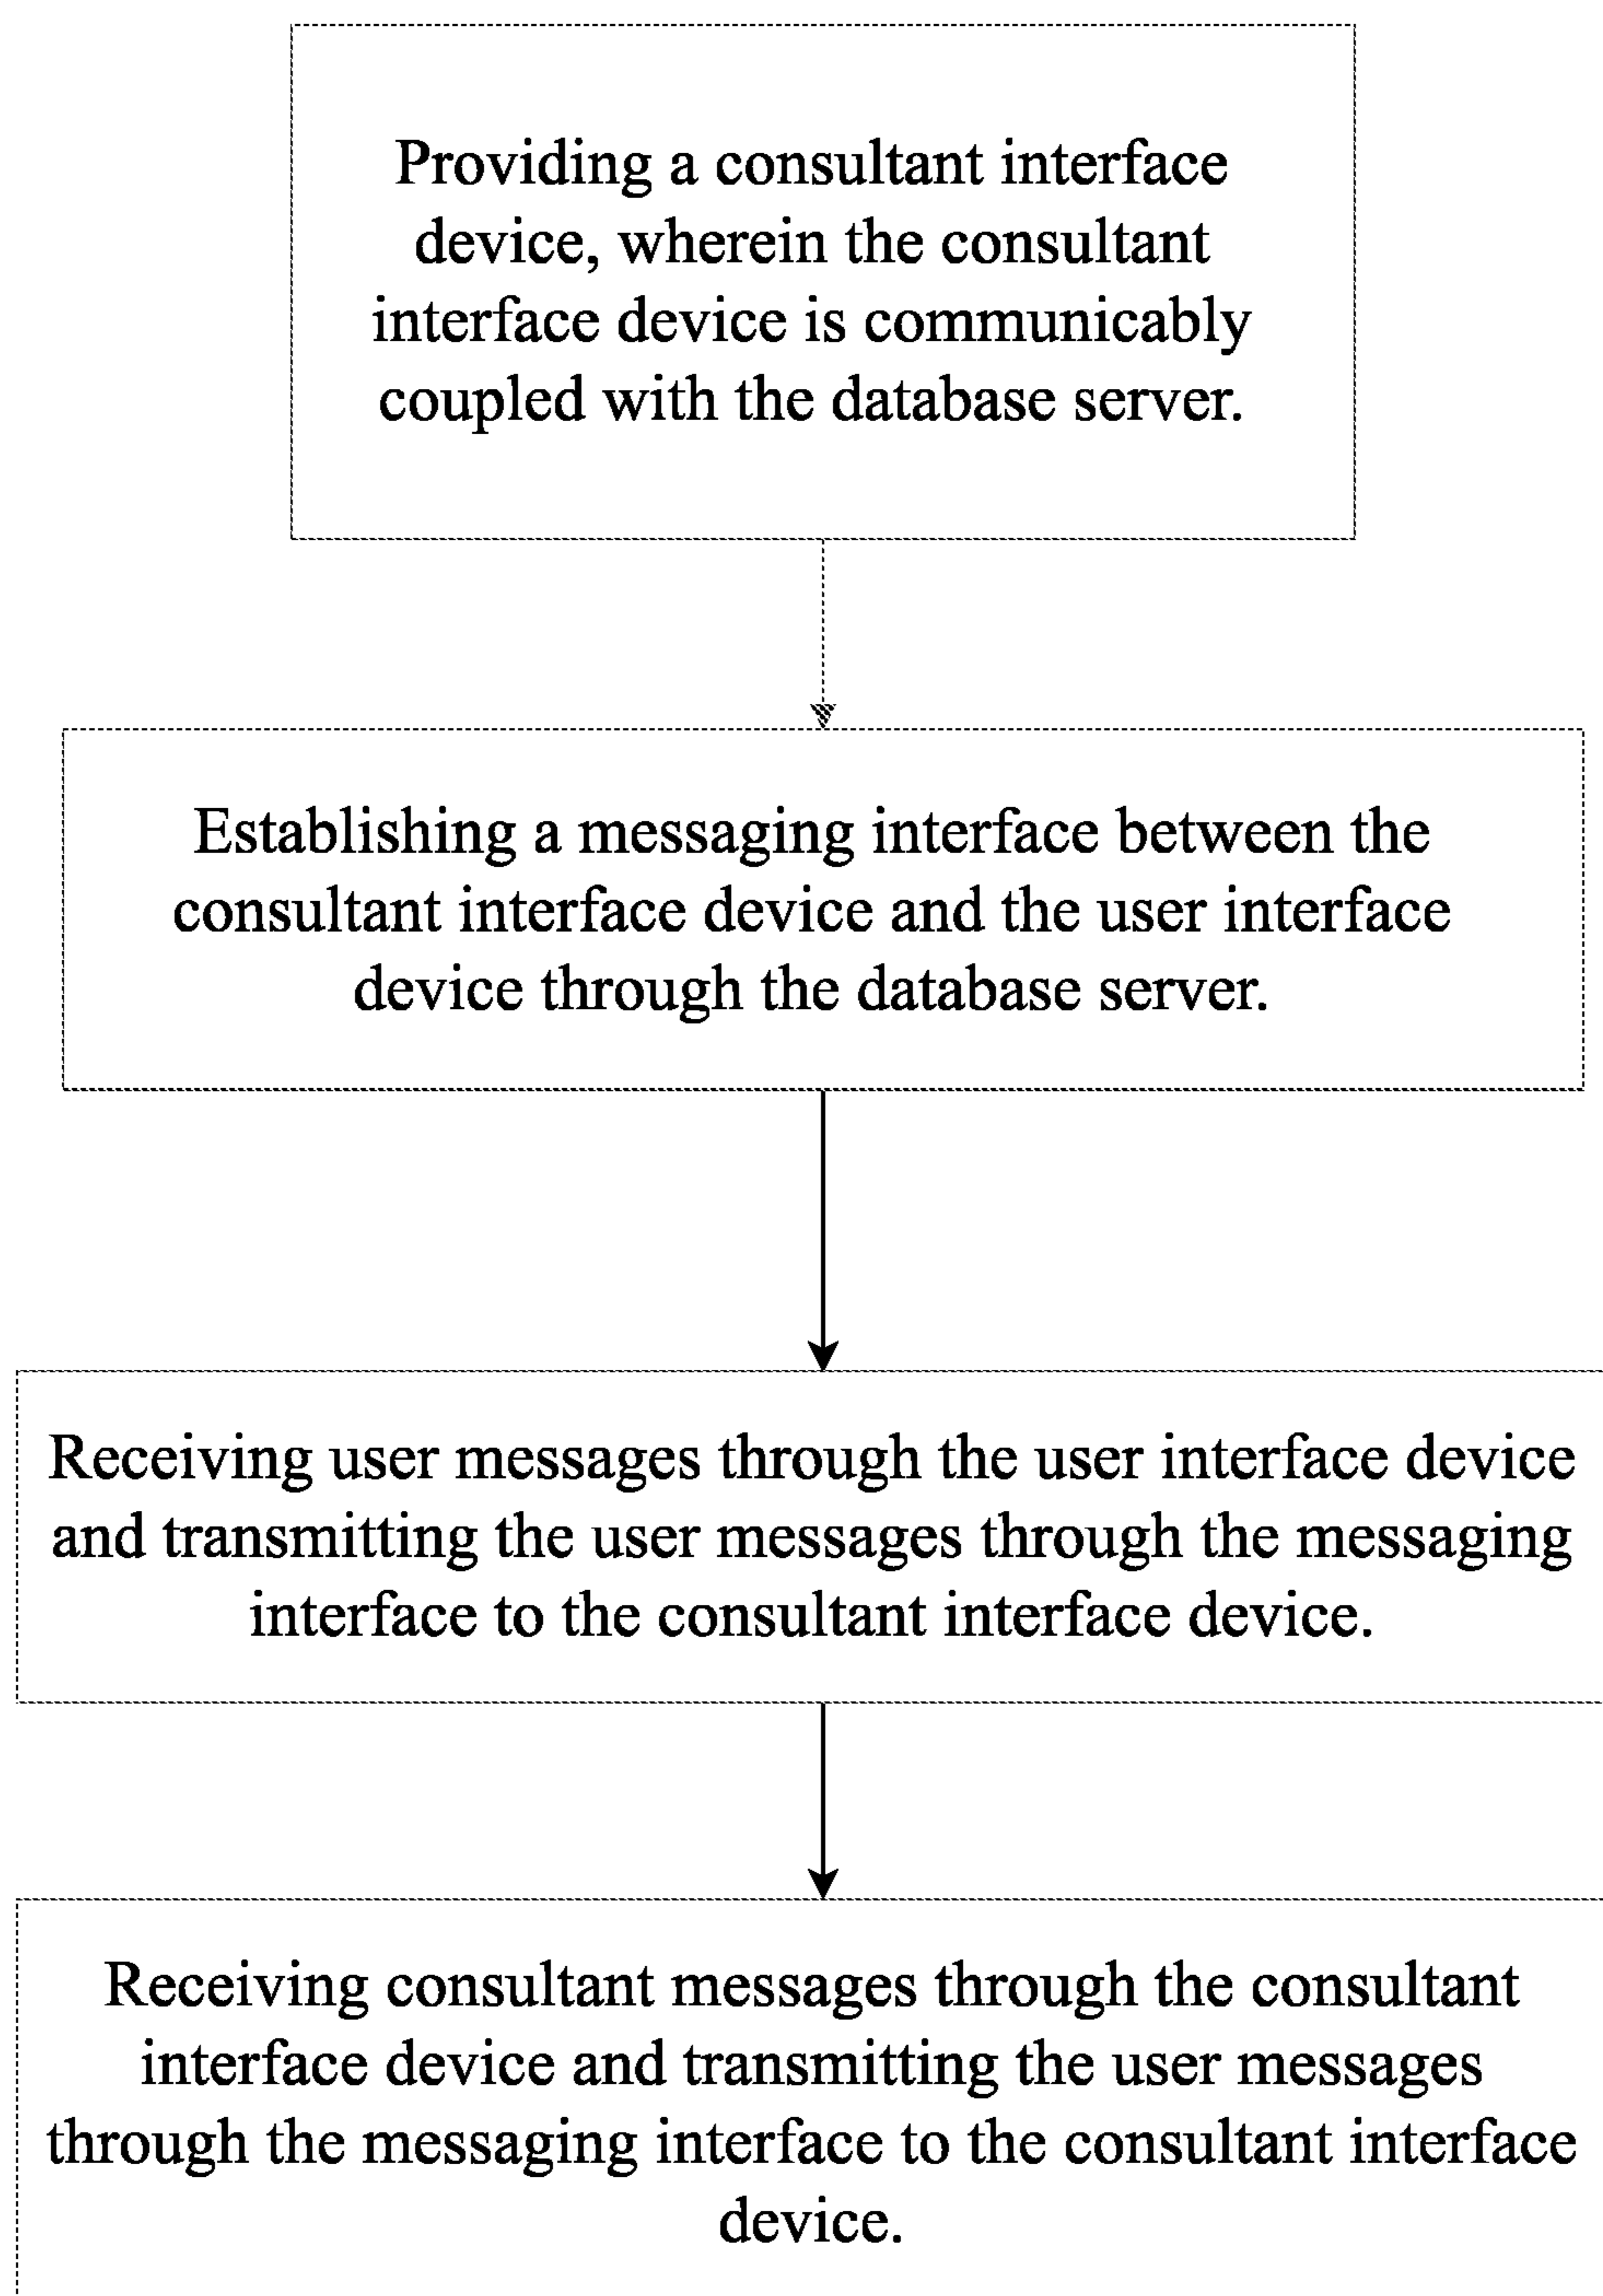 Providing a consultant interface
device, wherein the consultant
interface device is communicably
coupled with the database server.
Establishing a messaging interface between the
consultant interface device and the user interface
device through the database server.
Receiving user messages through the user interface device
and transmitting the user messages through the messaging
interface to the consultant interface device.
Receiving consultant messages through the consultant
interface device and transmitting the user messages
through the messaging interface to the consultant interface
device.